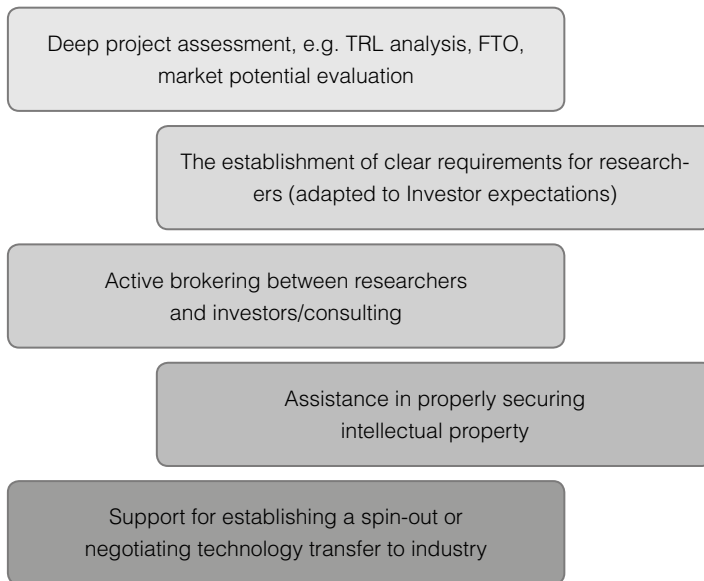 Deep project assessment, e.g. TRL analysis, FTO,
market potential evaluation
The establishment of clear requirements for research-
ers (adapted to Investor expectations)
Active brokering between researchers
and investors/consulting
Assistance in properly securing
intellectual property
Support for establishing a spin-out or
negotiating technology transfer to industry